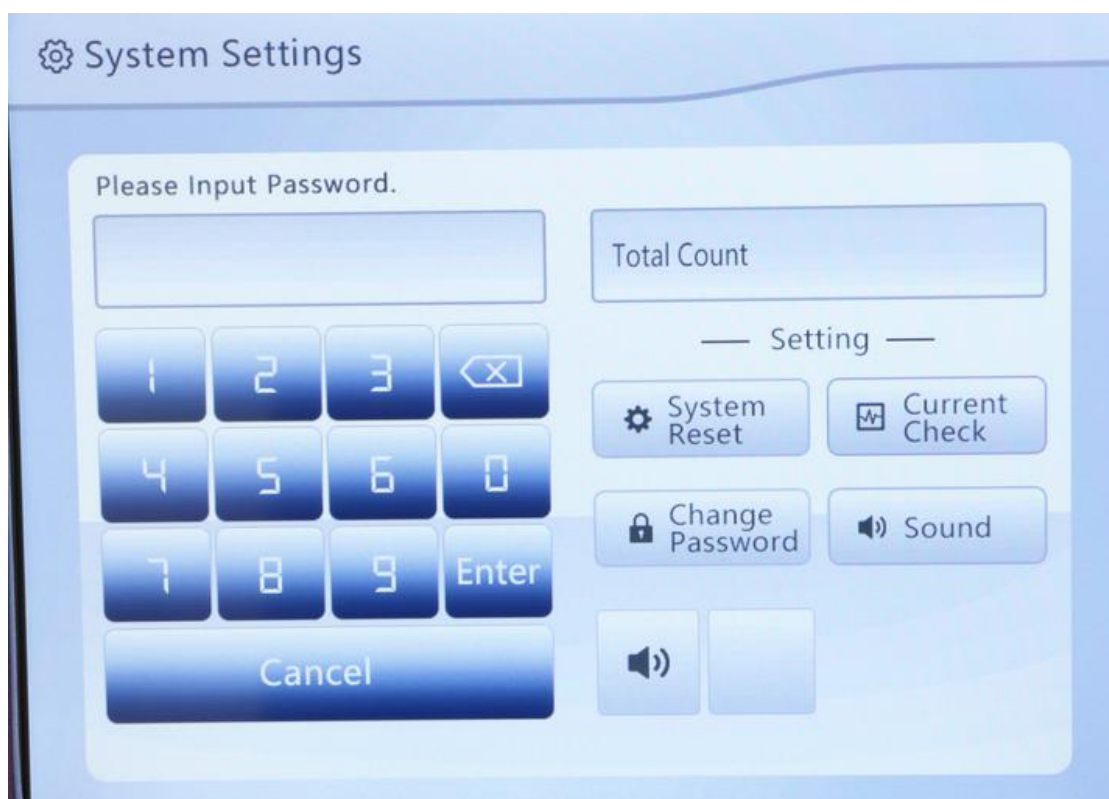 System Settings
Please Input Password.
Total Count
1 2 3
4 5 6 0
7 8 9 Enter
Cancel
Setting
System
Reset
Current
Check
Change
Password
Sound